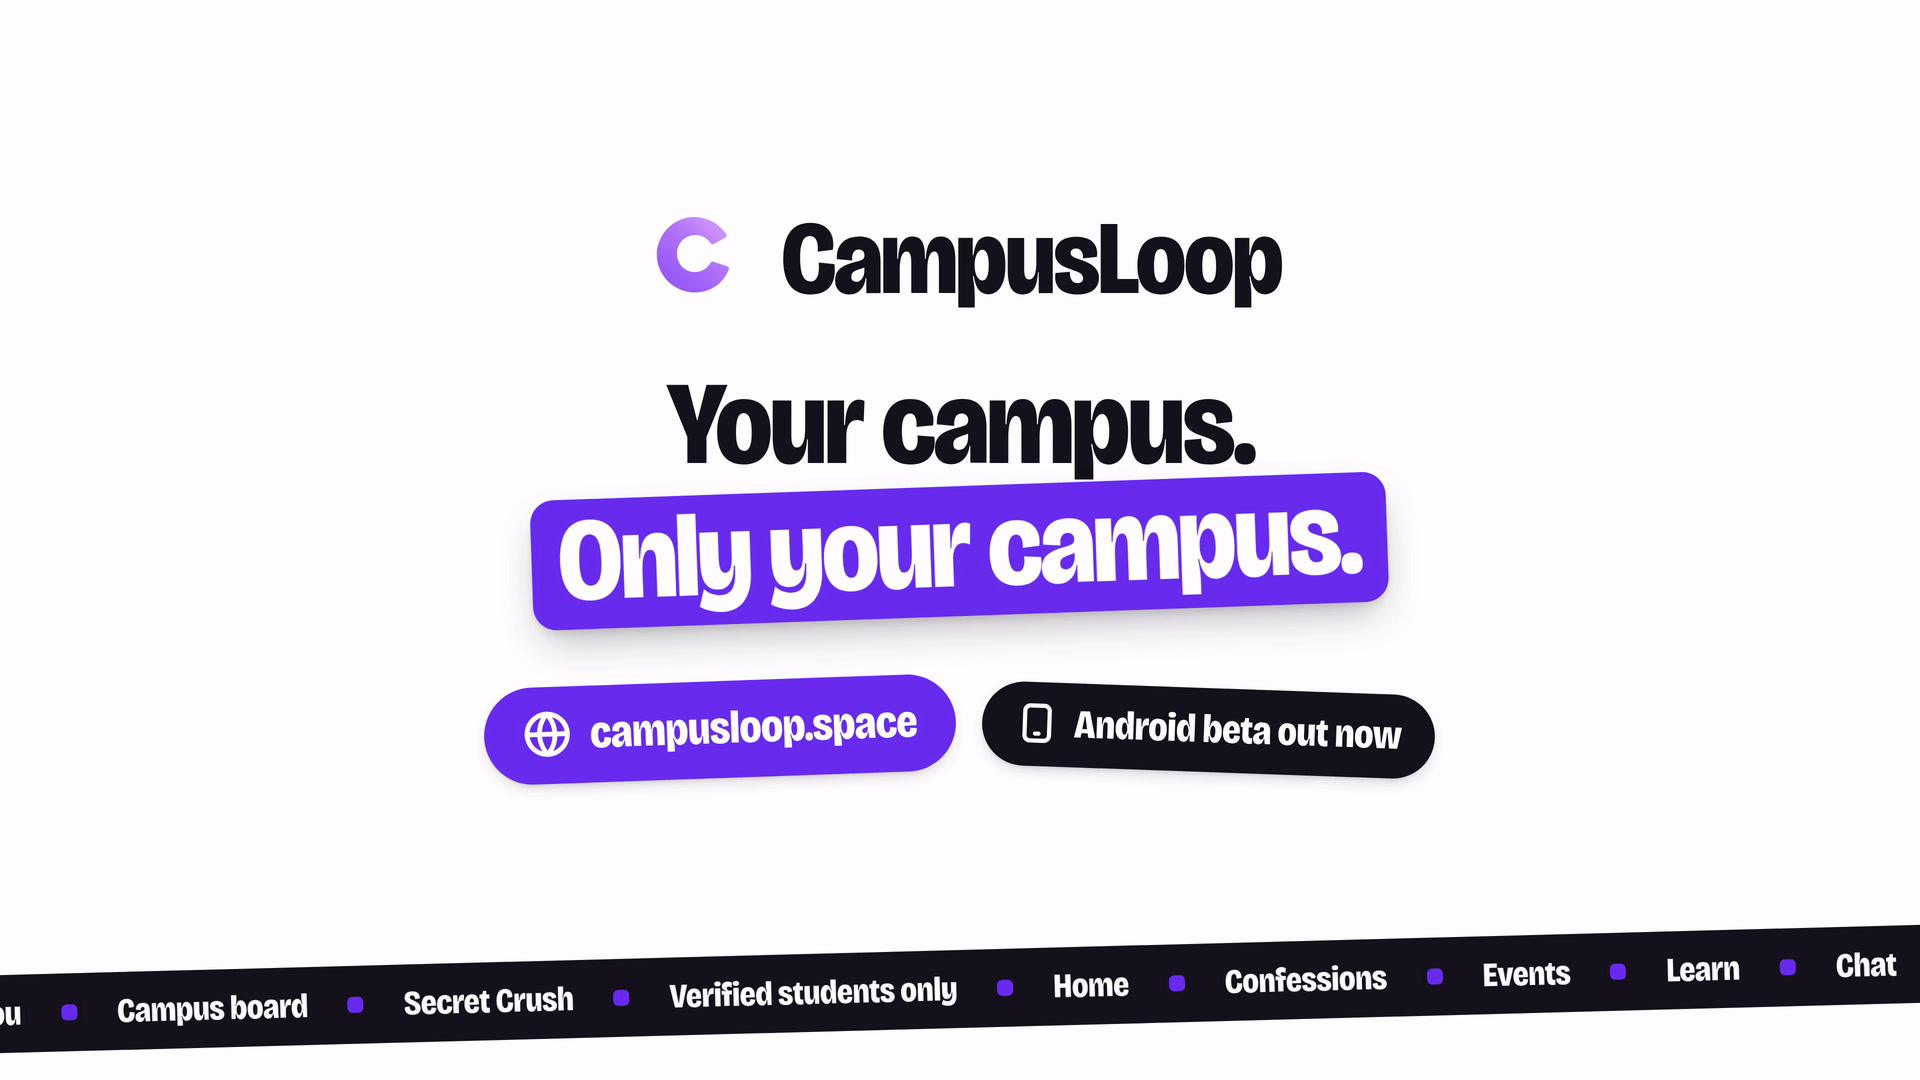 CampusLoop
Your campus.
Only your campus.
campusloop.space
Android beta out now
Campus board Secret Crush Verified students only Home Confessions Events Learn Chat